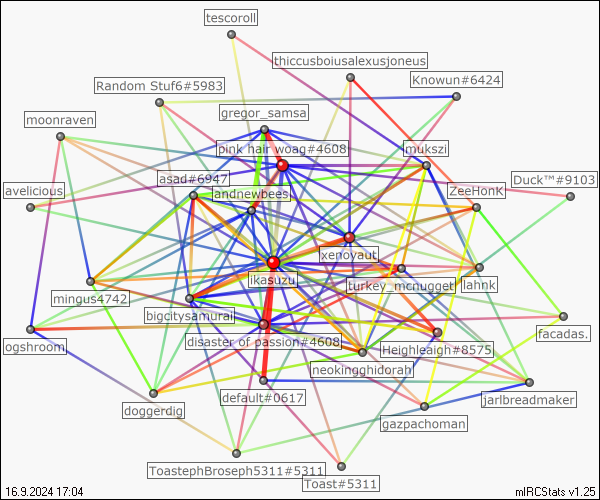 tescoroll
thiccusboiusalexusjoneus
Knowun#6424
Random Stuf6#5983
gregor_samsa
moonraven
pink hair woag#4608
mukszi
asad#6947
Duck™#9103
avelicious
andnewbees
ZeeHonK
xenoyaut
ikasuzu
turkey_mcnugget
lahnk
mingus4742
bigcitysamurai
facadas.
disaster of passion#4608
ogshroom.
Heighleaigh#8575
neokingghidorah
default#0617
jarlbreadmaker
doggerdig
gazpachoman
ToastephBroseph5311#5311
Toast#5311
16.9.2024 17:04
mIRCStats v1.25